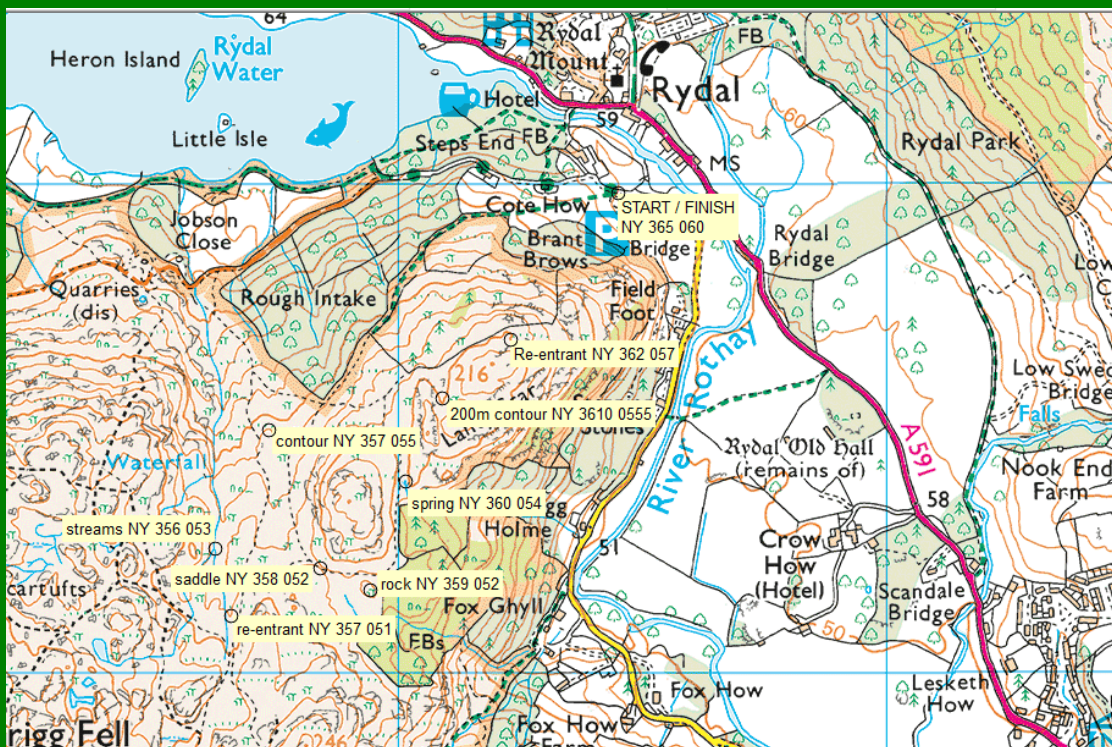 64
Heron Island
Rydal
Water
Rydal
Mount
FB
Hotel
Rydal
Little Isle
59
60
Steps End
FB
Rydal Park
MS
Cote How
START / FINISH
NY 365 060
Jobson
Close
Brant
Brows
P
Bridge
Rydal
Bridge
Quarries
(dis)
Rough Intake
Field
Foot
Re-entrant NY 362 057
River Rothay
216
Low Swe
Bridge
200m contour NY 3610 0555
Falls
contour NY 357 055
Stones
A591
Rydal Old Hall
(remains of)
Waterfall
Nook End
Farm
spring NY 360 054
gg
Holme
58
streams NY 356 053
51
Crow
How
(Hotel)
saddle NY 358 052
rock NY 359 052
Scandale
Bridge
cartufts
Fox Ghyll
re-entrant NY 357 051
50
FBs
Fox How
Lesketh
How
rigg Fell
246
Fox How
Farm